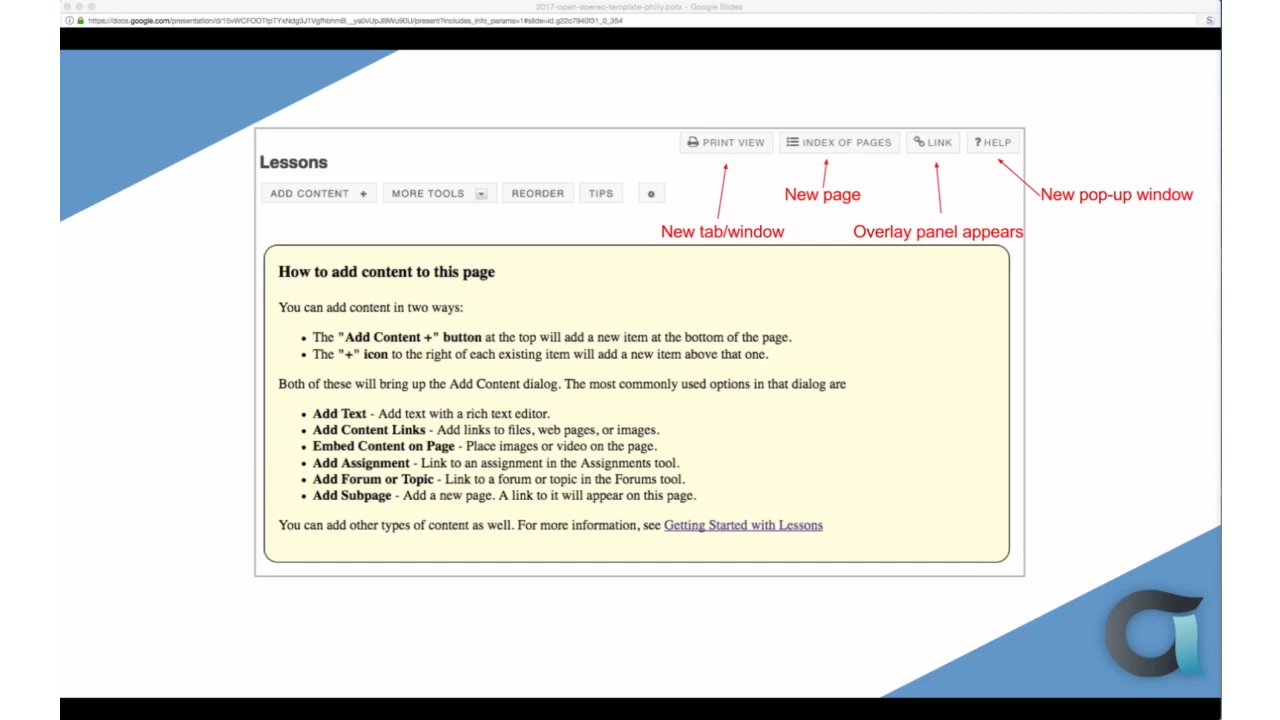 2017-open-apereo-template-philly.pptx - Google Slides
PRINT VIEW
INDEX OF PAGES
LINK
? HELP
Lessons
ADD CONTENT +
MORE TOOLS
REORDER
TIPS
New page
New pop-up window
New tab/window
Overlay panel appears
How to add content to this page
You can add content in two ways:
• The "Add Content +" button at the top will add a new item at the bottom of the page.
• The "+" icon to the right of each existing item will add a new item above that one.
Both of these will bring up the Add Content dialog. The most commonly used options in that dialog are
• Add Text - Add text with a rich text editor.
• Add Content Links - Add links to files, web pages, or images.
• Embed Content on Page - Place images or video on the page.
• Add Assignment - Link to an assignment in the Assignments tool.
• Add Forum or Topic - Link to a forum or topic in the Forums tool.
• Add Subpage - Add a new page. A link to it will appear on this page.
You can add other types of content as well. For more information, see Getting Started with Lessons